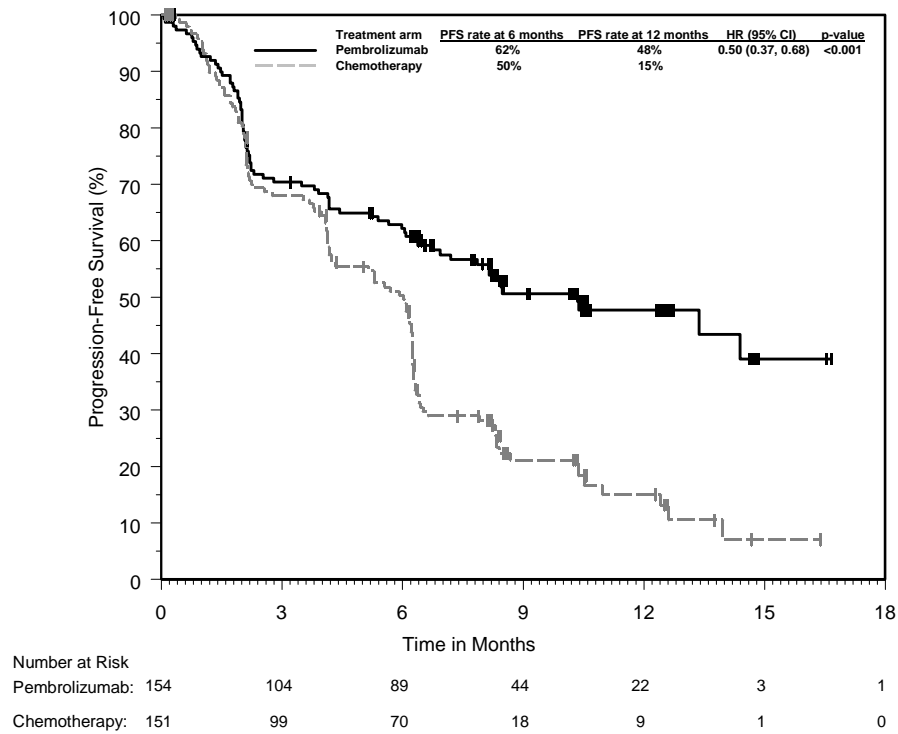 Treatment arm PFS rate at 6 months PFS rate at 12 months HR (95% CI) p-value
Pembrolizumab 62% 48% 0.50 (0.37, 0.68) <0.001
Chemotherapy 50% 15%
100
90
80
70
60
50
40
30
20
10
0
Progression-Free Survival (%)
0 3 6 9 12 15 18
Time in Months
Number at Risk
Pembrolizumab: 154 104 89 44 22 3 1
Chemotherapy: 151 99 70 18 9 1 0